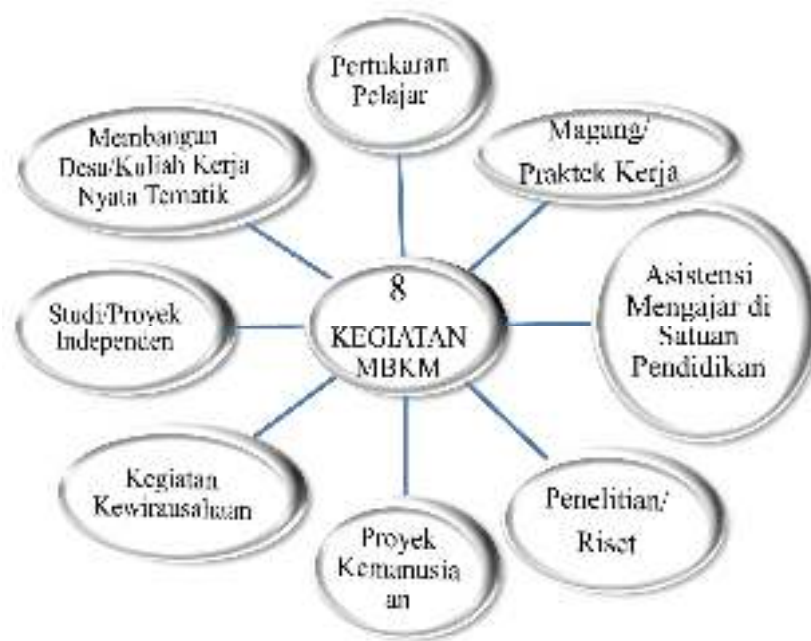 Pertukaran
Pelajar
Magang/
Praktek Kerja
Asistensi
Mengajar di
Satuan
Pendidikan
Penelitian/
Riset
Proyek
Kemanusia
an
Kegiatan
Kewirausahaan
Studi/Proyek
Independen
Membangun
Desa/Kuliah Kerja
Nyata Tematik
8
KEGIATAN
MBKM